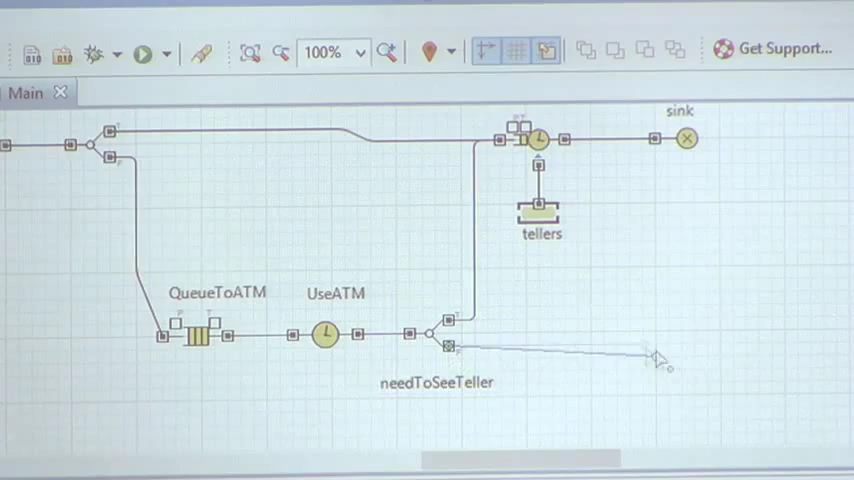 100%
Get Support...
Main
sink
T
F
tellers
QueueToATM
UseATM
P
T
T
needToSeeTeller